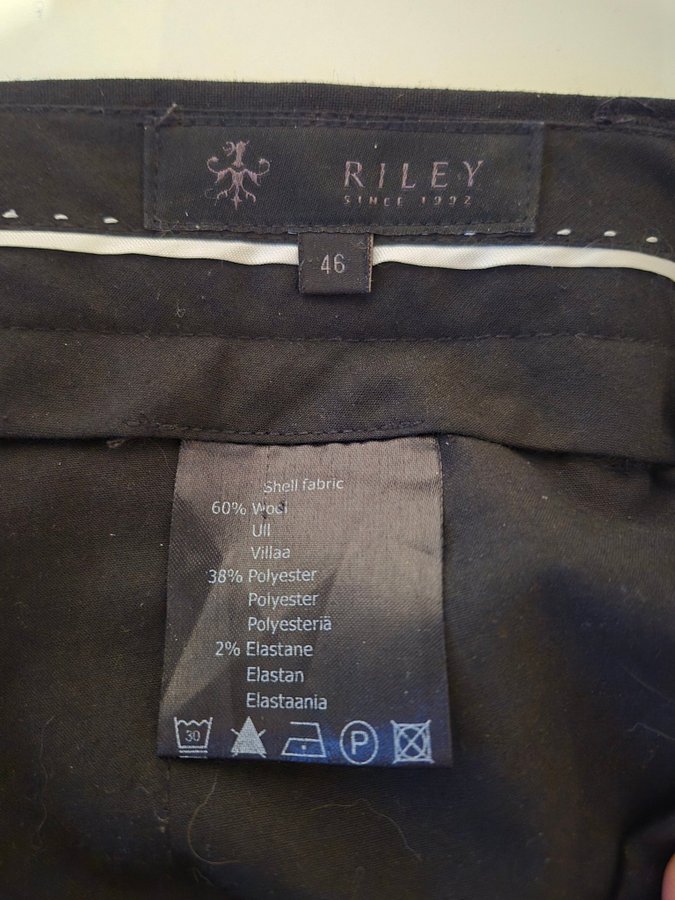 RILEY
SINCE 1992
46
Shell fabric
60% Wool
Ull
Villaa
38% Polyester
Polyester
Polyesteriä
2% Elastane
Elastan
Elastaania
30
P